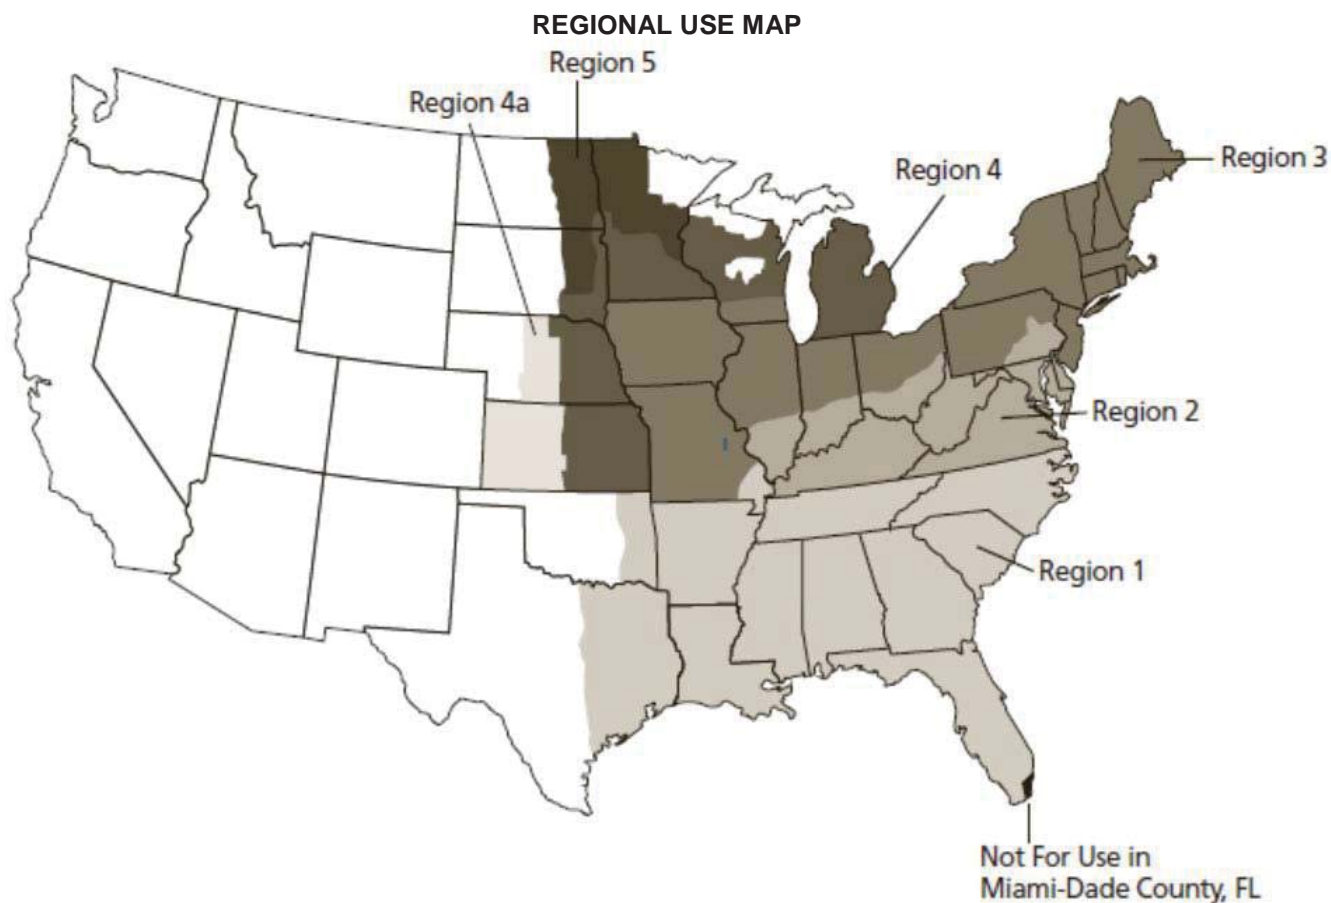 REGIONAL USE MAP
Region 5
Region 4a
Region 3
Region 4
Region 2
Region 1
Not For Use in
Miami-Dade County, FL